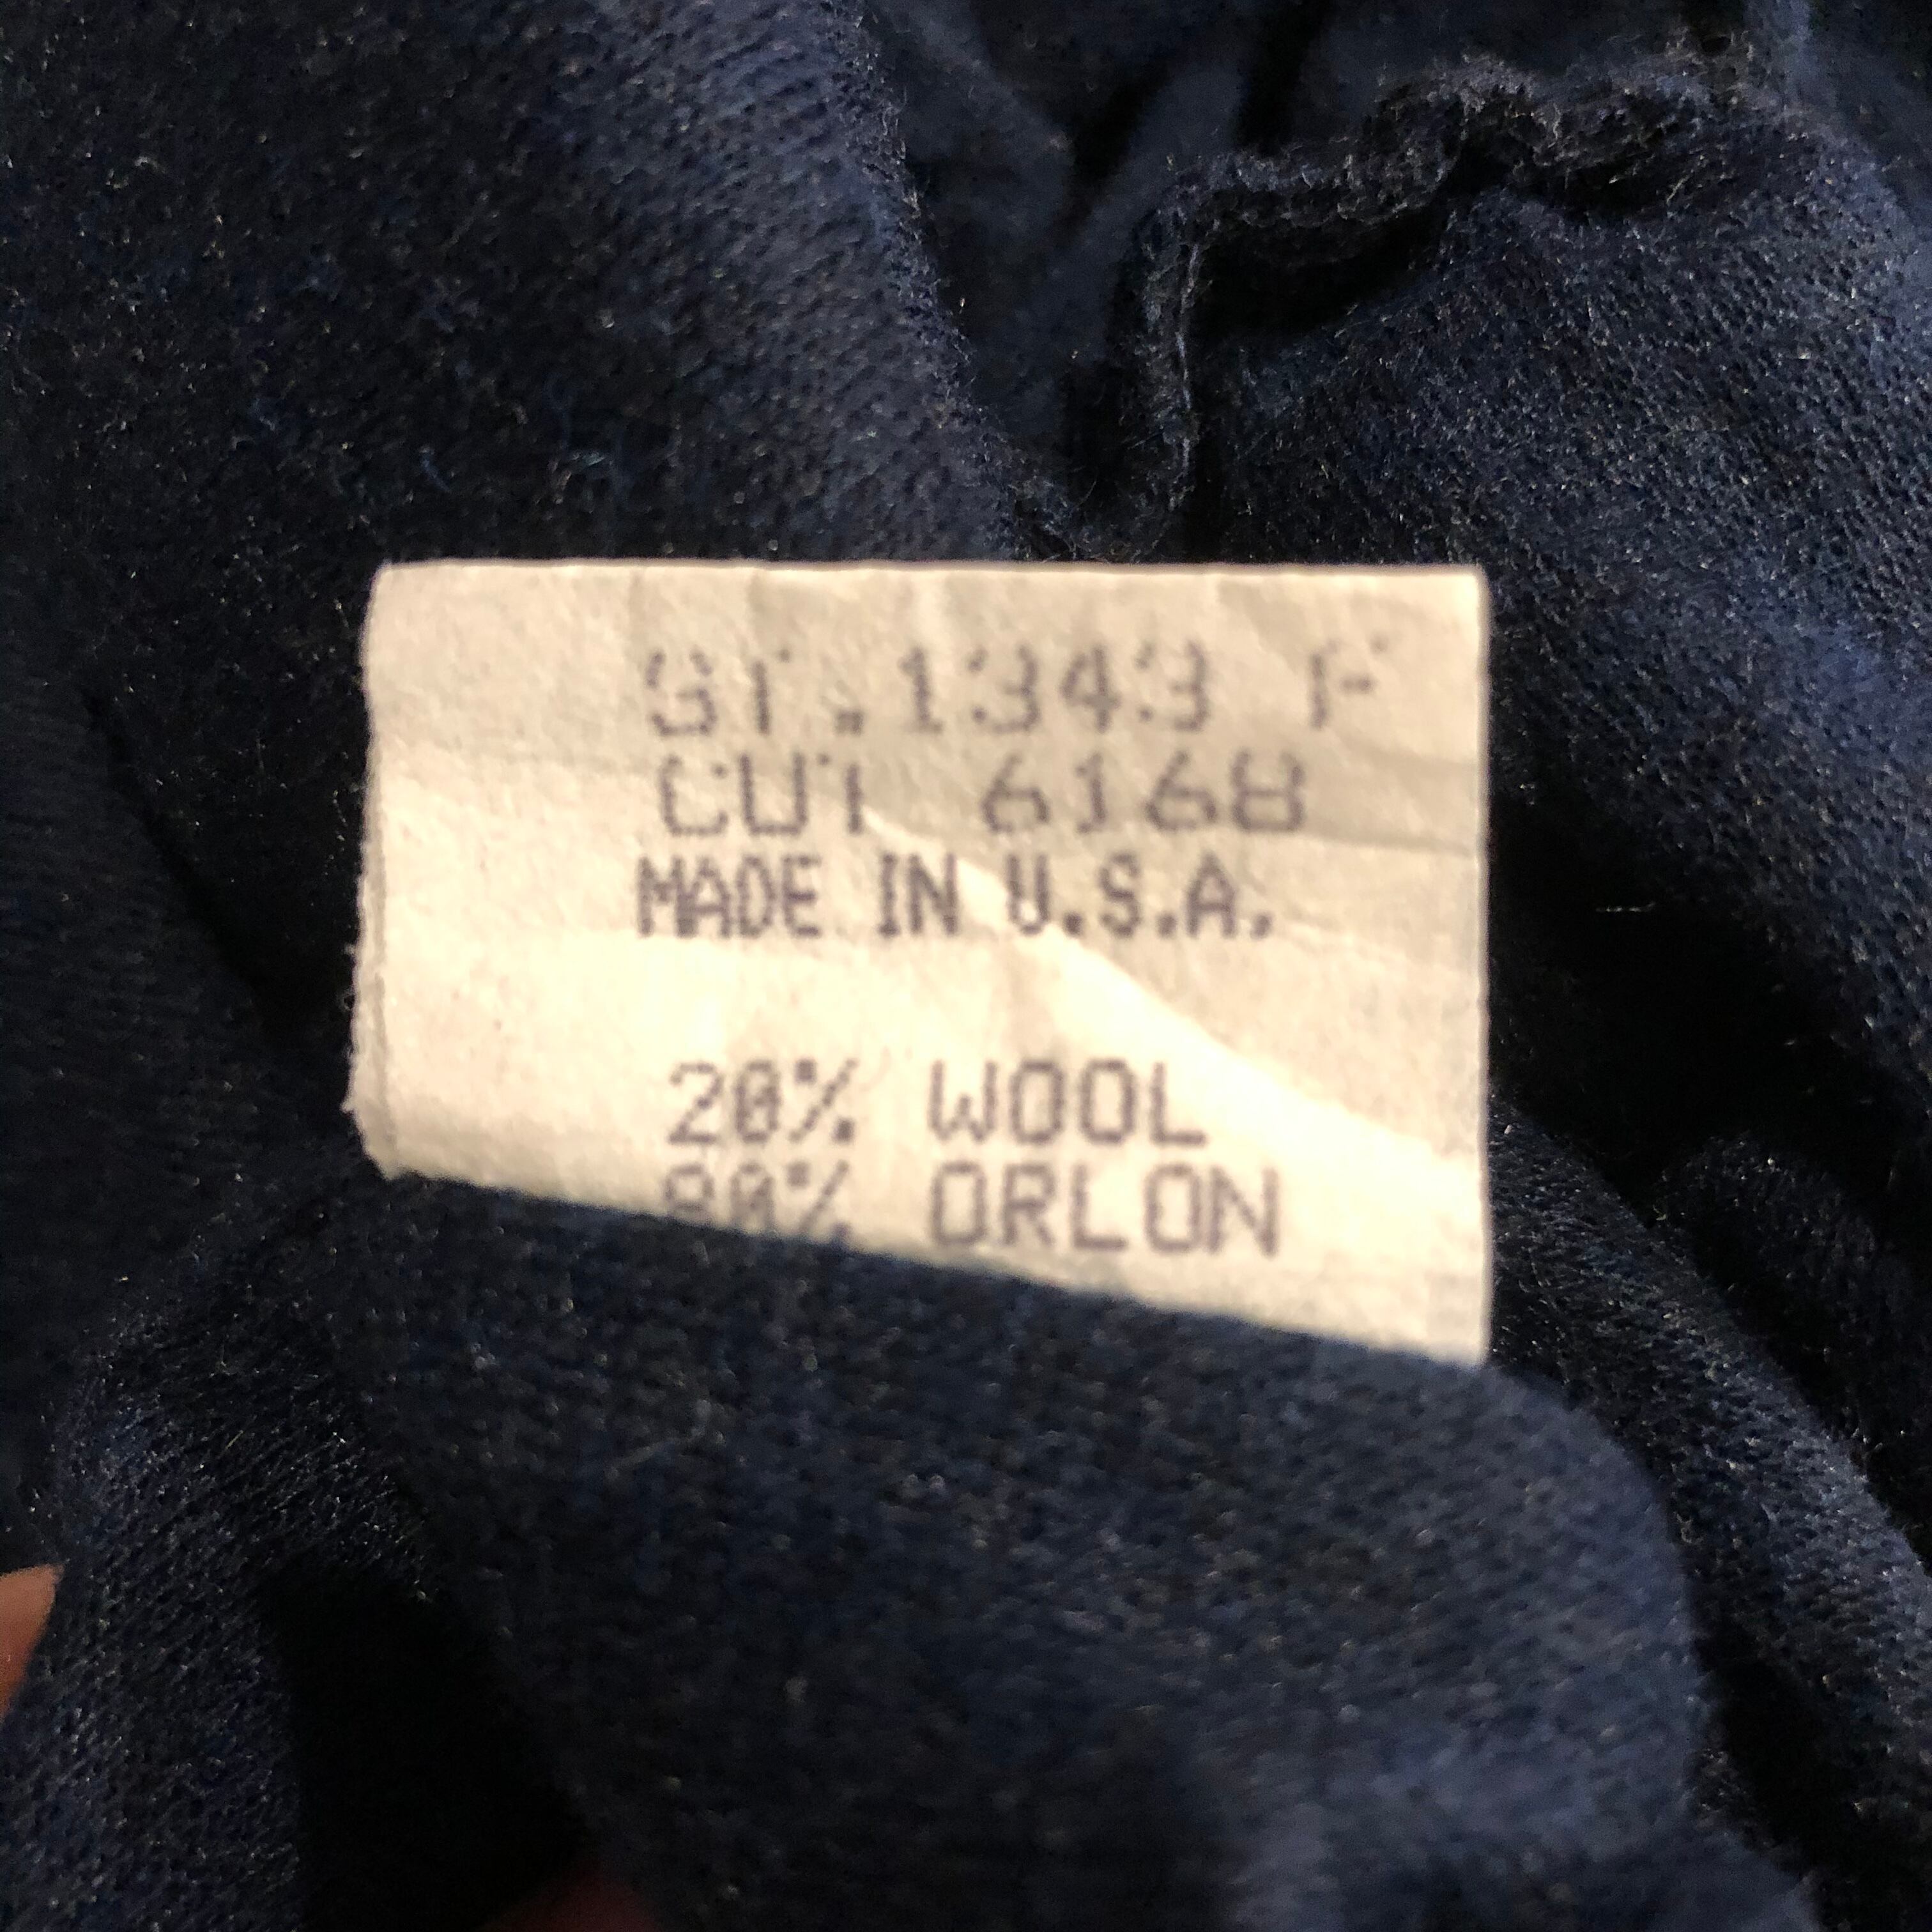 ST.1343 F
CUT 6168
MADE IN U.S.A.
20% WOOL
80% ORLON